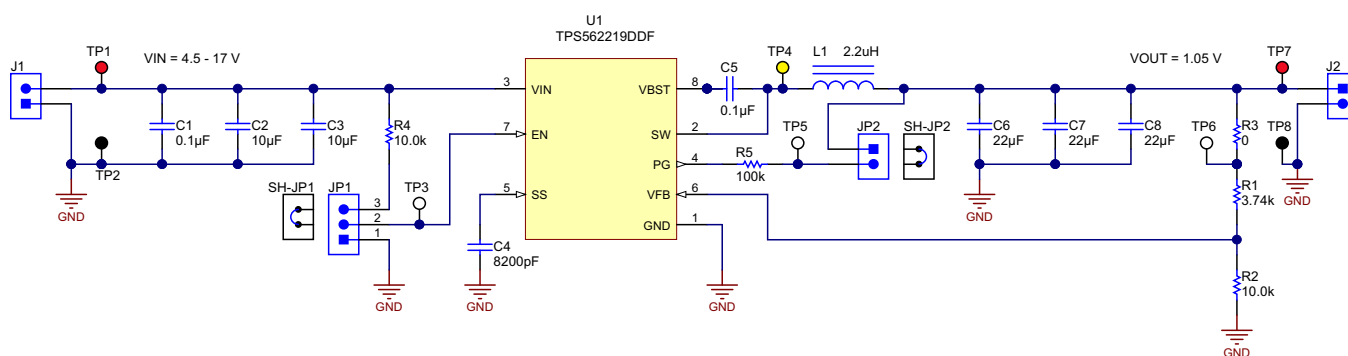 U1
TPS562219DDF
J1
TP1
VIN = 4.5 - 17 V
TP4
L1 2.2uH
VOUT = 1.05 V
TP7
J2
C5
0.1µF
3 VIN
VBST 8
C1
0.1µF
C2
10µF
C3
10µF
R4
10.0k
7 EN
SW 2
TP5
JP2
SH-JP2
C6
22µF
C7
22µF
C8
22µF
TP6
R3
0
TP8
TP2
PG 4
R5
100k
GND
SH-JP1
JP1
3
2
1
TP3
5 SS
VFB 6
R1
3.74k
GND
GND 1
C4
8200pF
R2
10.0k
GND
GND
GND
GND
GND